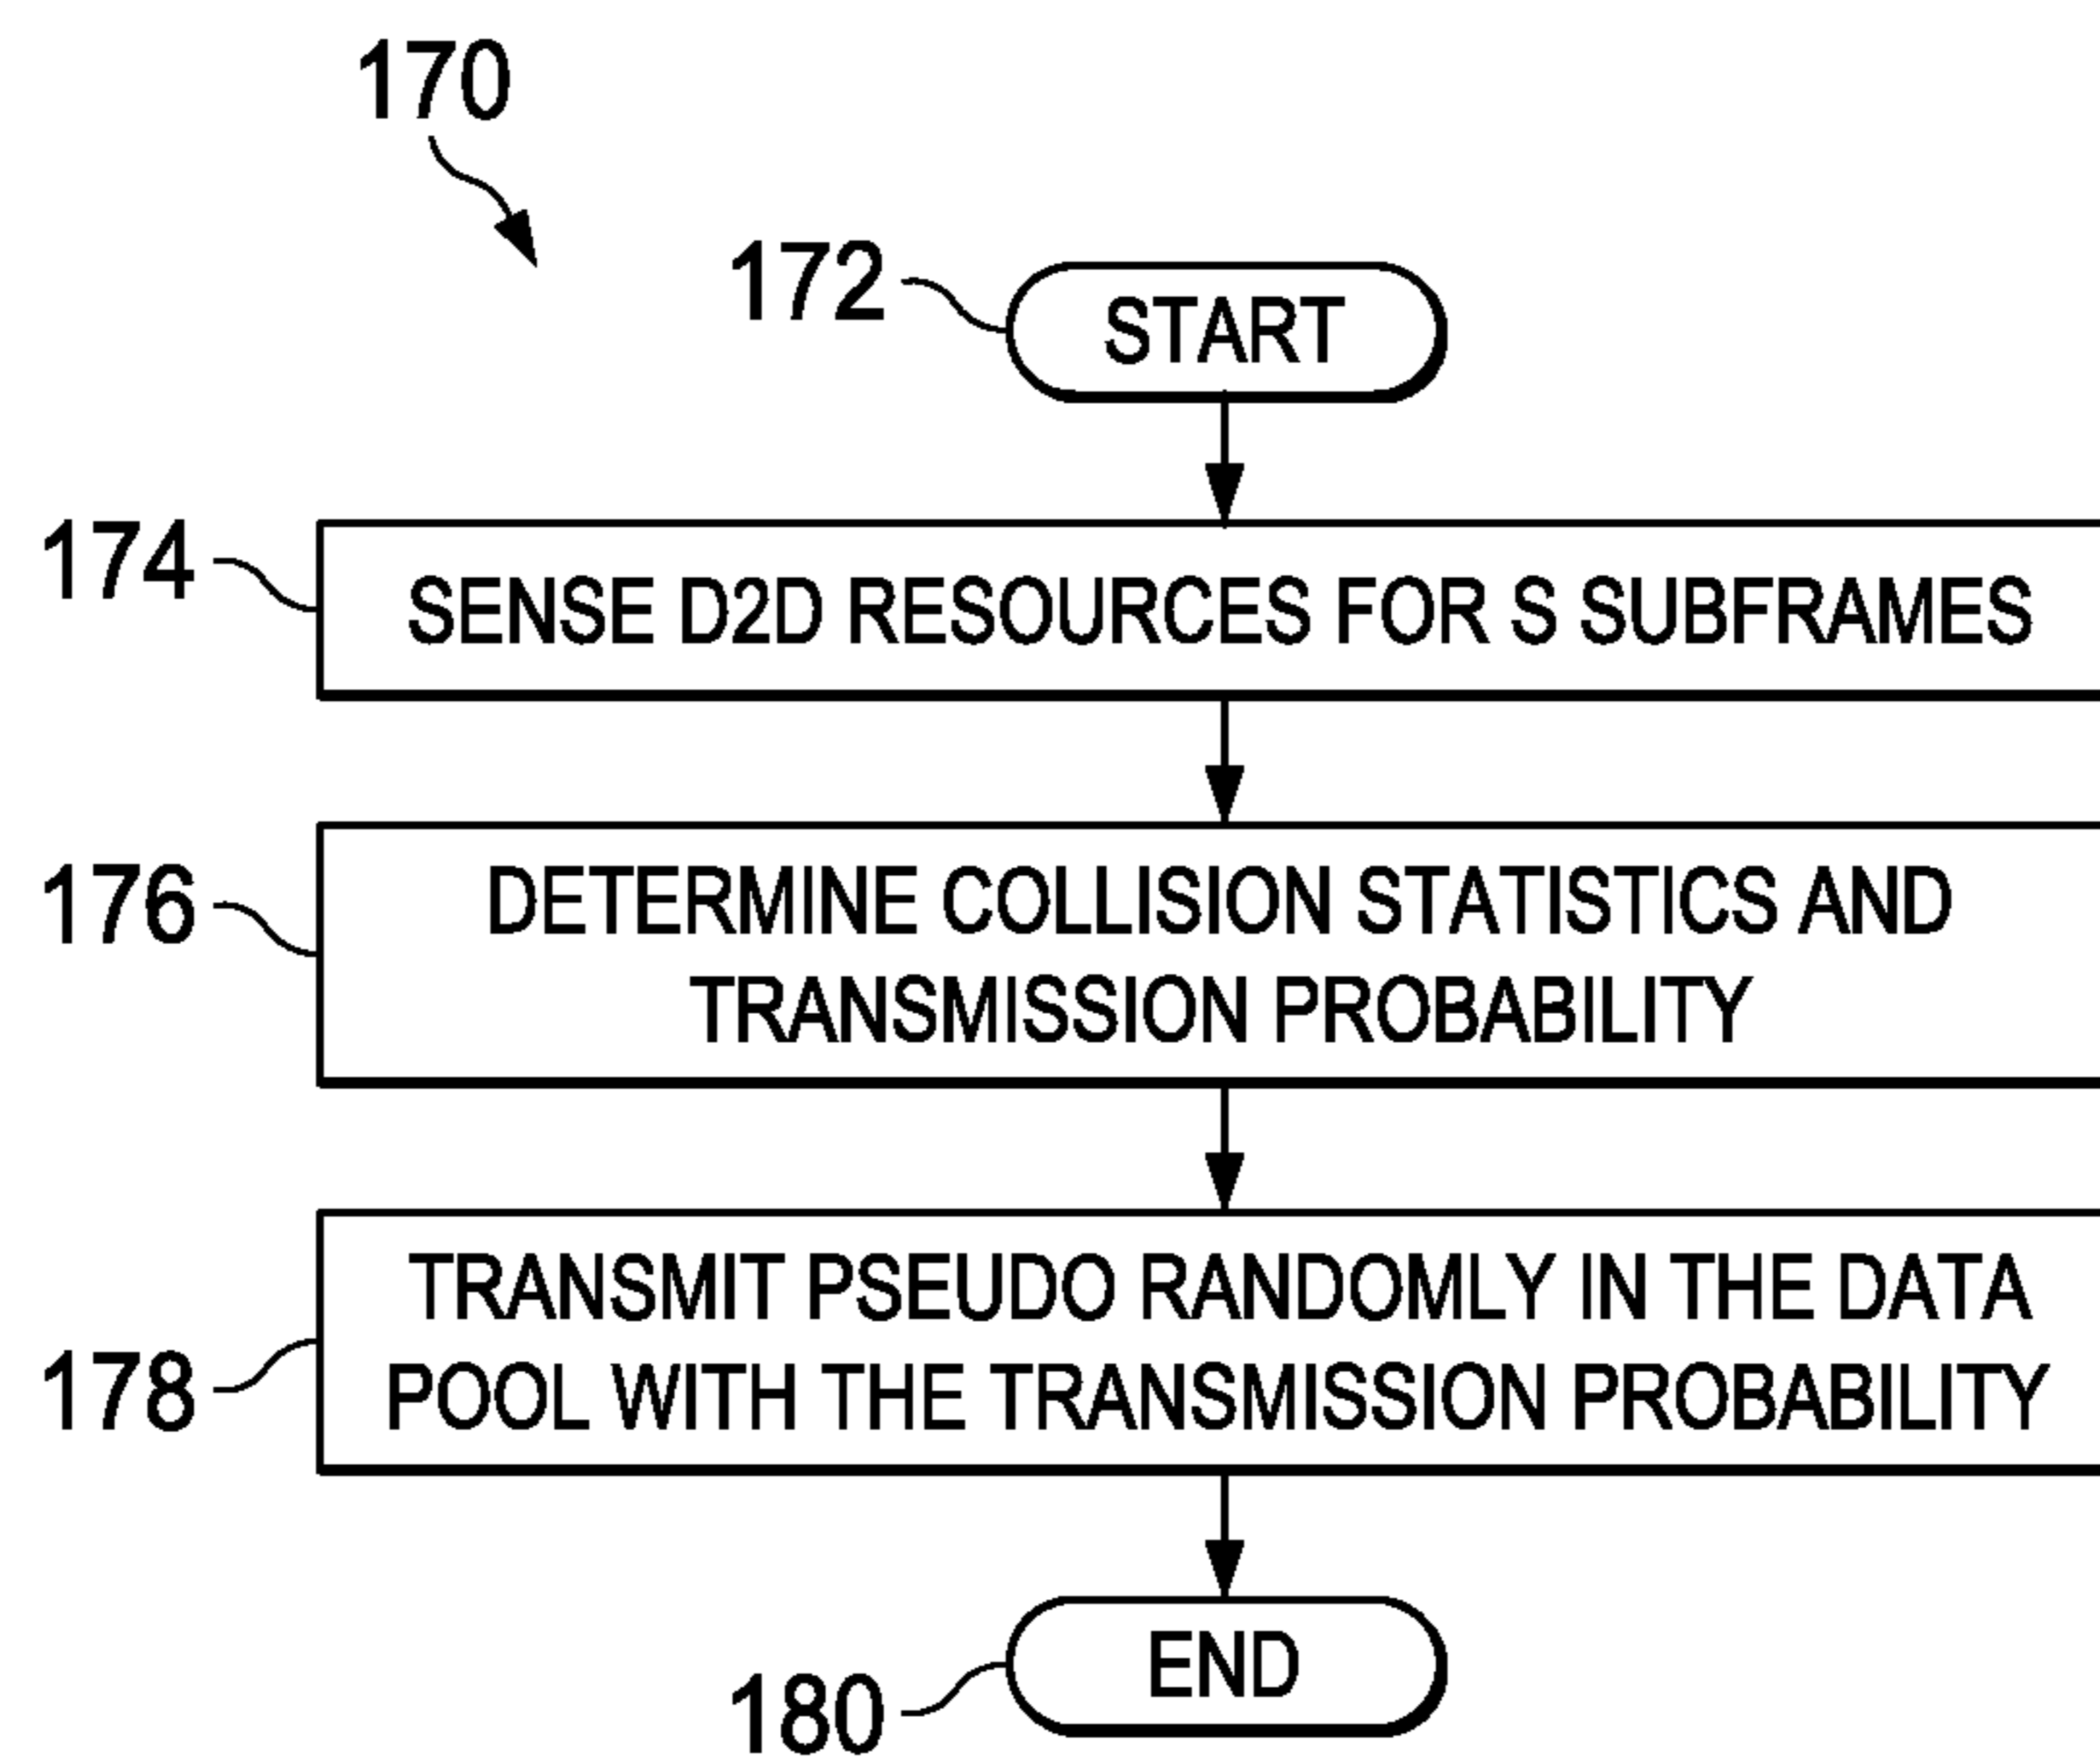 170
172
START
174
SENSE D2D RESOURCES FOR S SUBFRAMES
176
DETERMINE COLLISION STATISTICS AND
TRANSMISSION PROBABILITY
178
TRANSMIT PSEUDO RANDOMLY IN THE DATA
POOL WITH THE TRANSMISSION PROBABILITY
180
END